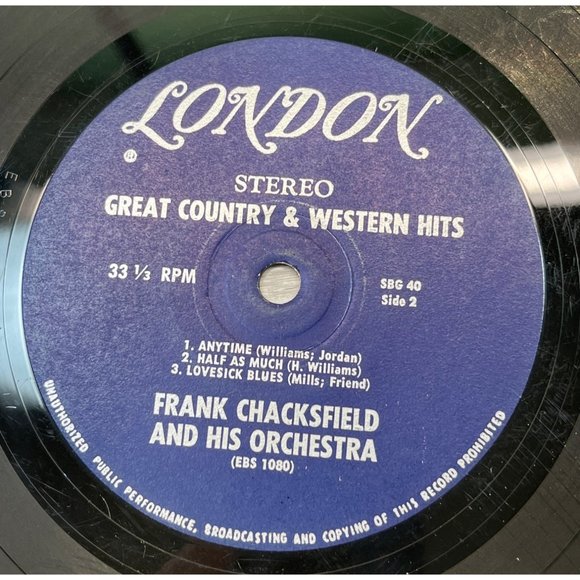 LONDON
STEREO
GREAT COUNTRY & WESTERN HITS
33 1/3 RPM
SBG 40
Side 2
1. ANYTIME (Williams; Jordan)
2. HALF AS MUCH (H. Williams)
3. LOVESICK BLUES (Mills; Friend)
FRANK CHACKSFIELD
AND HIS ORCHESTRA
(EBS 1080)
UNAUTHORIZED PUBLIC PERFORMANCE, BROADCASTING AND COPYING OF THIS RECORD PROHIBITED